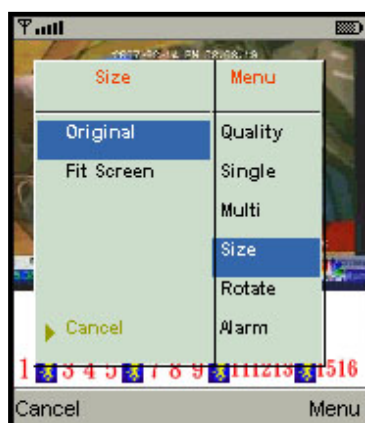 Size
Menu
Original
Quality
Fit Screen
Single
Multi
Size
Rotate
Cancel
Alarm
1 3 4 5 7 8 9 11 12 13 15 16
Cancel
Menu